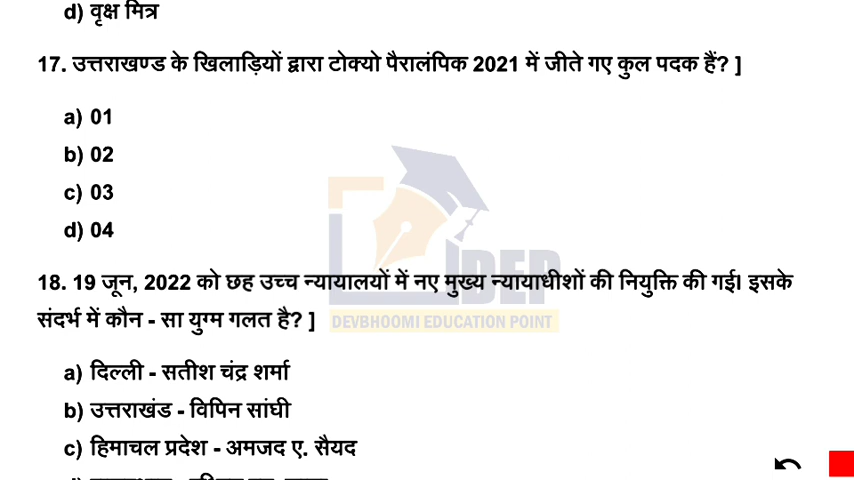 d) वृक्ष मित्र
17. उत्तराखण्ड के खिलाड़ियों द्वारा टोक्यो पैरालंपिक 2021 में जीते गए कुल पदक हैं? ]
a) 01
b) 02
c) 03
d) 04
IDEP
18. 19 जून, 2022 को छह उच्च न्यायालयों में नए मुख्य न्यायाधीशों की नियुक्ति की गई। इसके
संदर्भ में कौन - सा युग्म गलत है? ]
DEVBHOOMI EDUCATION POINT
a) दिल्ली - सतीश चंद्र शर्मा
b) उत्तराखंड - विपिन सांघी
c) हिमाचल प्रदेश - अमजद ए. सैयद